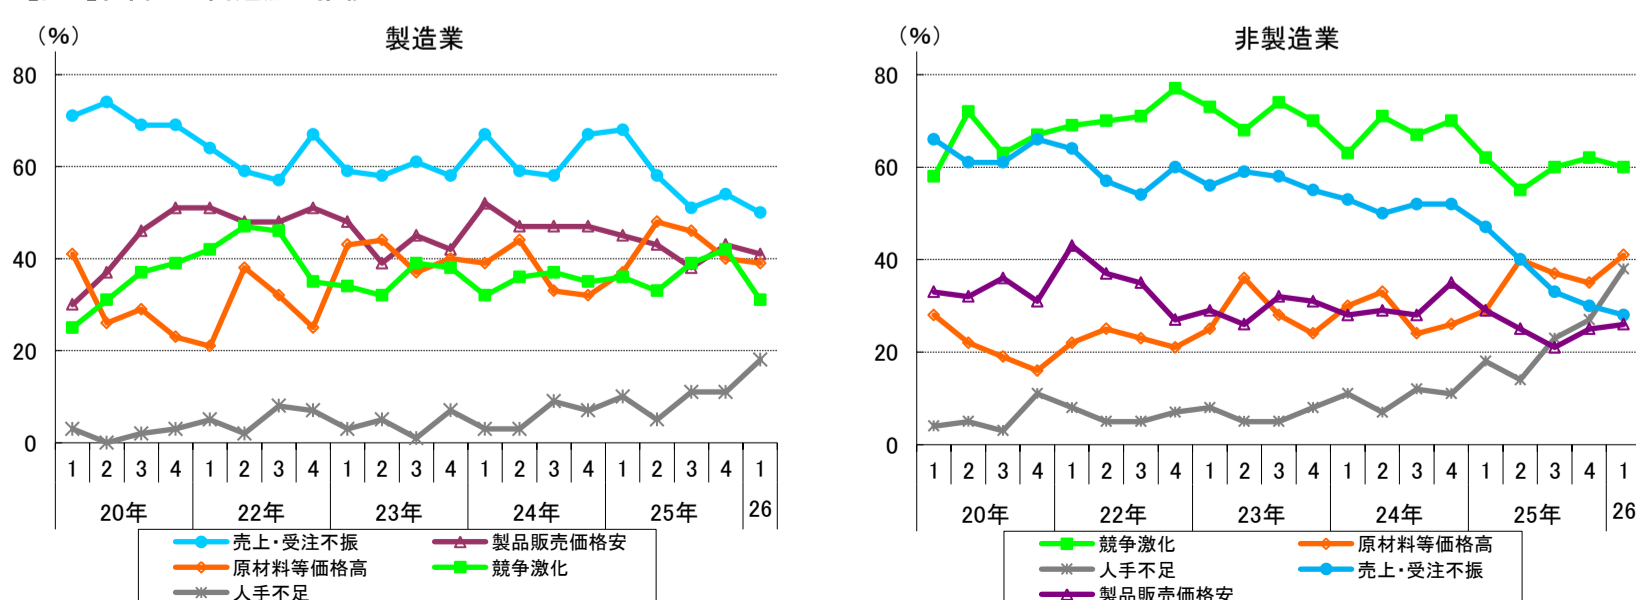 （%） 製造業
80
60
40
20
0
1 2 3 4 1 2 3 4 1 2 3 4 1 2 3 4 1 2 3 4 1
20年 22年 23年 24年 25年 26
売上・受注不振 製品販売価格安
原材料等価格高 競争激化
人手不足
（%） 非製造業
80
60
40
20
0
1 2 3 4 1 2 3 4 1 2 3 4 1 2 3 4 1 2 3 4 1
20年 22年 23年 24年 25年 26
競争激化 原材料等価格高
人手不足 売上・受注不振
製品販売価格安